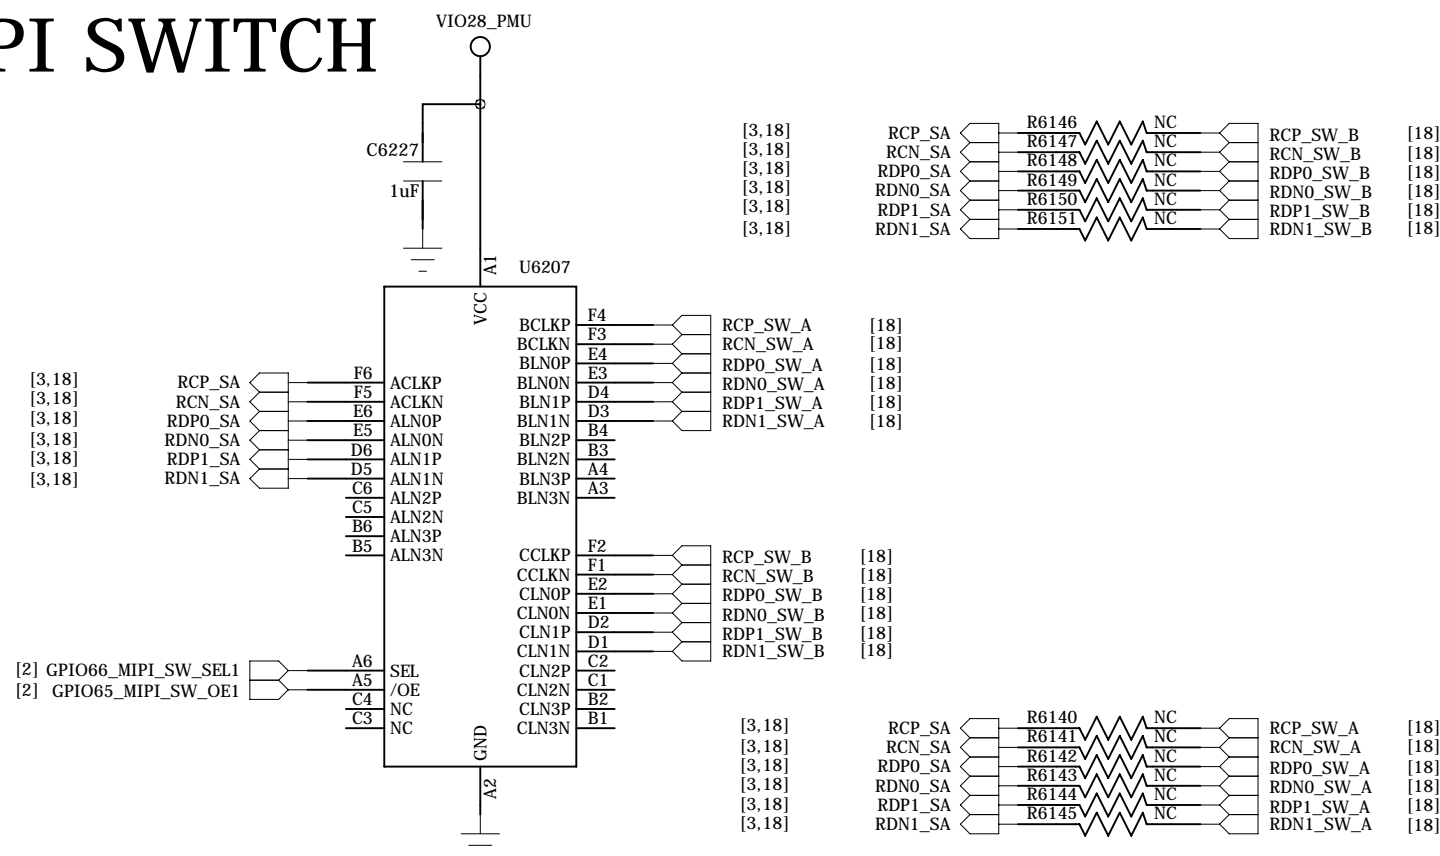 PI SWITCH
VIO28_PMU
C6227
1uF
A1
U6207
VCC
[3,18] RCP_SA R6146 NC RCP_SW_B [18]
[3,18] RCN_SA R6147 NC RCN_SW_B [18]
[3,18] RDP0_SA R6148 NC RDP0_SW_B [18]
[3,18] RDN0_SA R6149 NC RDN0_SW_B [18]
[3,18] RDP1_SA R6150 NC RDP1_SW_B [18]
[3,18] RDN1_SA R6151 NC RDN1_SW_B [18]
BCLKP F4 RCP_SW_A [18]
BCLKN F3 RCN_SW_A [18]
BLN0P E4 RDP0_SW_A [18]
BLN0N E3 RDN0_SW_A [18]
BLN1P D4 RDP1_SW_A [18]
BLN1N D3 RDN1_SW_A [18]
BLN2P B4
BLN2N B3
BLN3P A4
BLN3N A3
[3,18] RCP_SA F6 ACLKP
[3,18] RCN_SA F5 ACLKN
[3,18] RDP0_SA E6 ALN0P
[3,18] RDN0_SA E5 ALN0N
[3,18] RDP1_SA D6 ALN1P
[3,18] RDN1_SA D5 ALN1N
C6 ALN2P
C5 ALN2N
B6 ALN3P
B5 ALN3N
CCLKP F2 RCP_SW_B [18]
CCLKN F1 RCN_SW_B [18]
CLN0P E2 RDP0_SW_B [18]
CLN0N E1 RDN0_SW_B [18]
CLN1P D2 RDP1_SW_B [18]
CLN1N D1 RDN1_SW_B [18]
CLN2P C2
CLN2N C1
CLN3P B2
CLN3N B1
[2] GPIO66_MIPI_SW_SEL1 A6 SEL
[2] GPIO65_MIPI_SW_OE1 A5 /OE
C4 NC
C3 NC
GND
A2
[3,18] RCP_SA R6140 NC RCP_SW_A [18]
[3,18] RCN_SA R6141 NC RCN_SW_A [18]
[3,18] RDP0_SA R6142 NC RDP0_SW_A [18]
[3,18] RDN0_SA R6143 NC RDN0_SW_A [18]
[3,18] RDP1_SA R6144 NC RDP1_SW_A [18]
[3,18] RDN1_SA R6145 NC RDN1_SW_A [18]